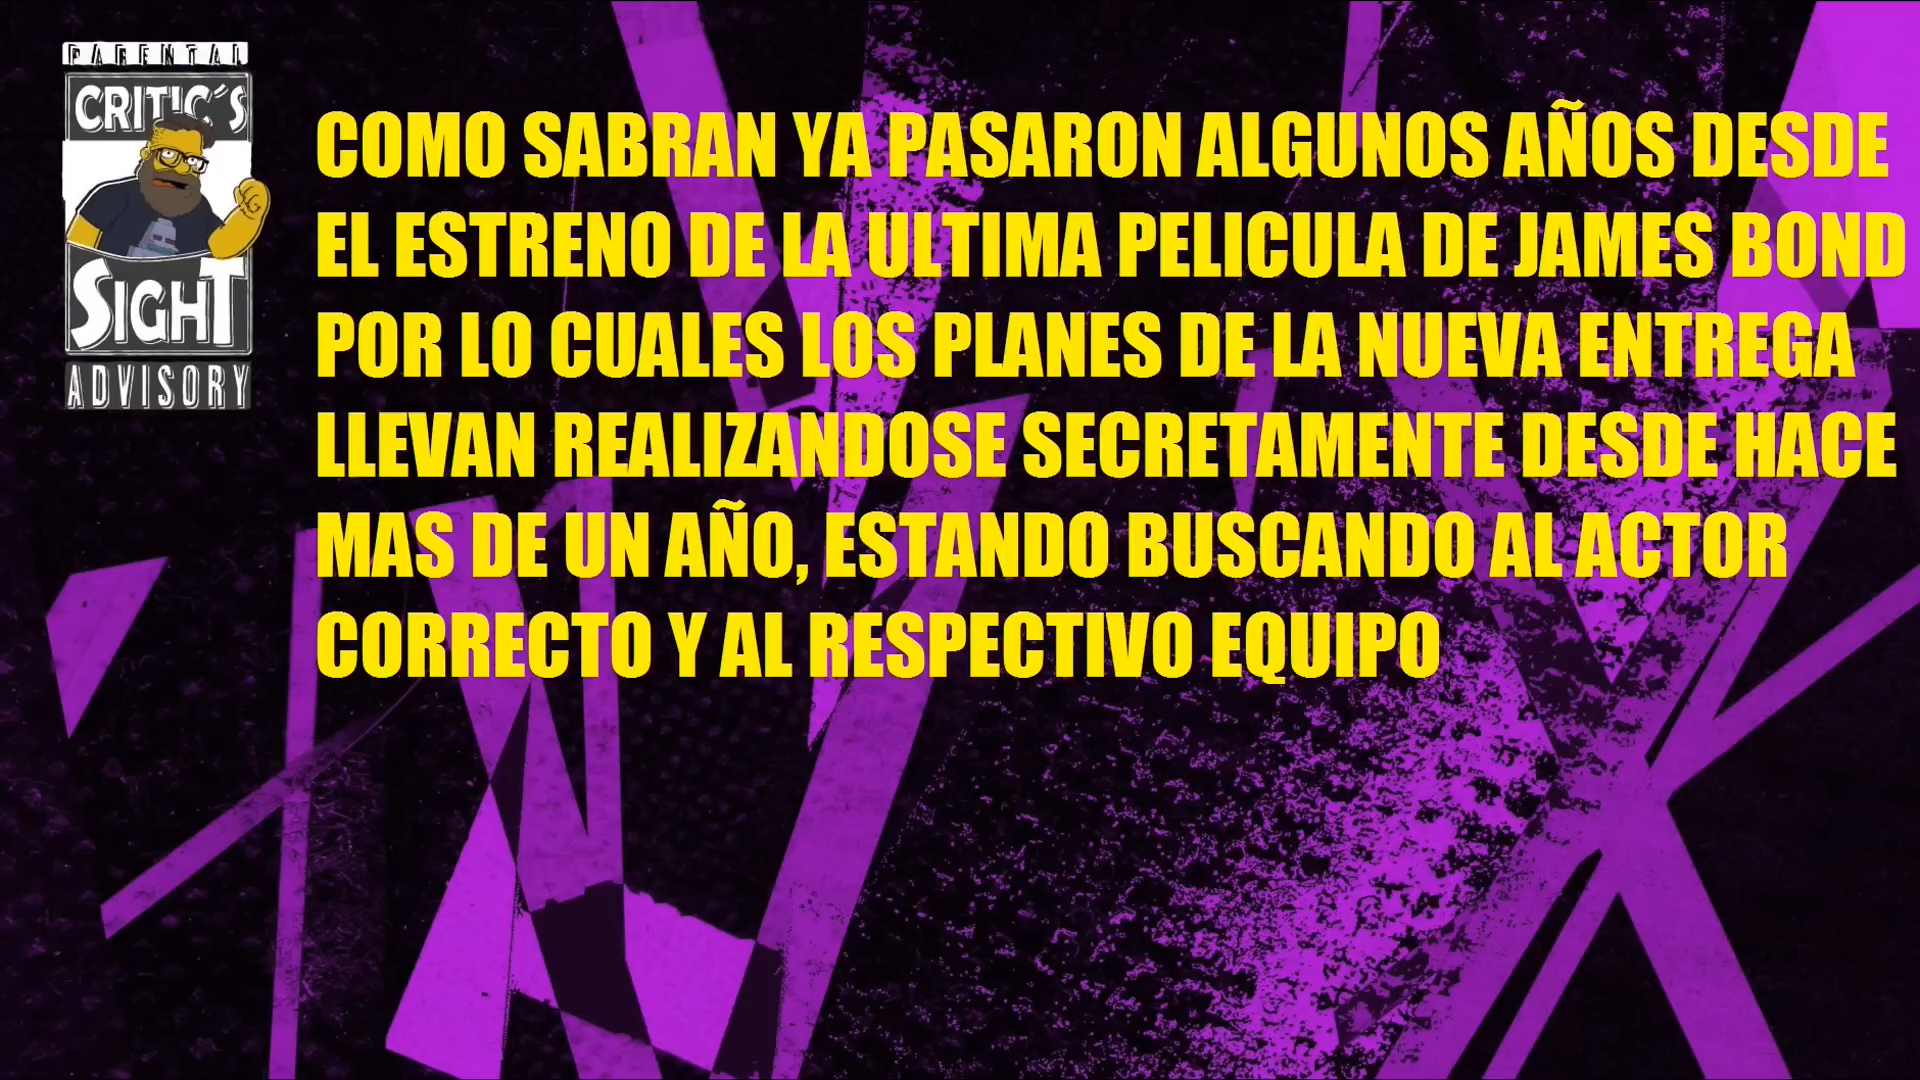 PARENTAL
CRITIC´S
SIGHT
ADVISORY
COMO SABRAN YA PASARON ALGUNOS AÑOS DESDE
EL ESTRENO DE LA ULTIMA PELICULA DE JAMES BOND
POR LO CUALES LOS PLANES DE LA NUEVA ENTREGA
LLEVAN REALIZANDOSE SECRETAMENTE DESDE HACE
MAS DE UN AÑO, ESTANDO BUSCANDO AL ACTOR
CORRECTO Y AL RESPECTIVO EQUIPO